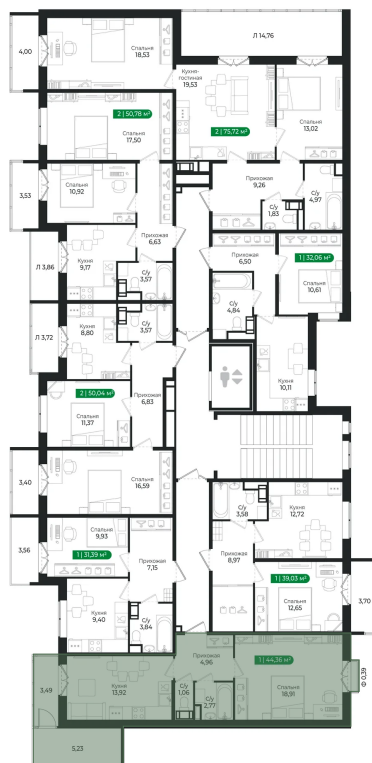 4,00
Спальня
18,53
Л 14,76
Кухня-
гостиная
19,53
2 | 50,78 м²
Спальня
17,50
2 | 75,72 м²
Спальня
13,02
3,53
Спальня
10,92
Прихожая
9,26
С/у
1,83
С/у
4,97
Прихожая
6,63
Л 3,86
Кухня
9,17
С/у
3,57
Прихожая
6,50
1 | 32,06 м²
Спальня
10,61
С/у
4,84
Л 3,72
Кухня
8,80
С/у
3,57
Кухня
10,11
2 | 50,04 м²
Спальня
11,37
Прихожая
6,83
3,40
Спальня
16,59
С/у
3,58
Кухня
12,72
3,56
Спальня
9,93
1 | 31,39 м²
Прихожая
7,15
Прихожая
8,97
1 | 39,03 м²
Спальня
12,65
3,70
Кухня
9,40
С/у
3,84
Прихожая
4,96
1 | 44,36 м²
Ф 0,39
3,49
Кухня
13,92
С/у
1,06
С/у
2,77
Спальня
18,91
5,23